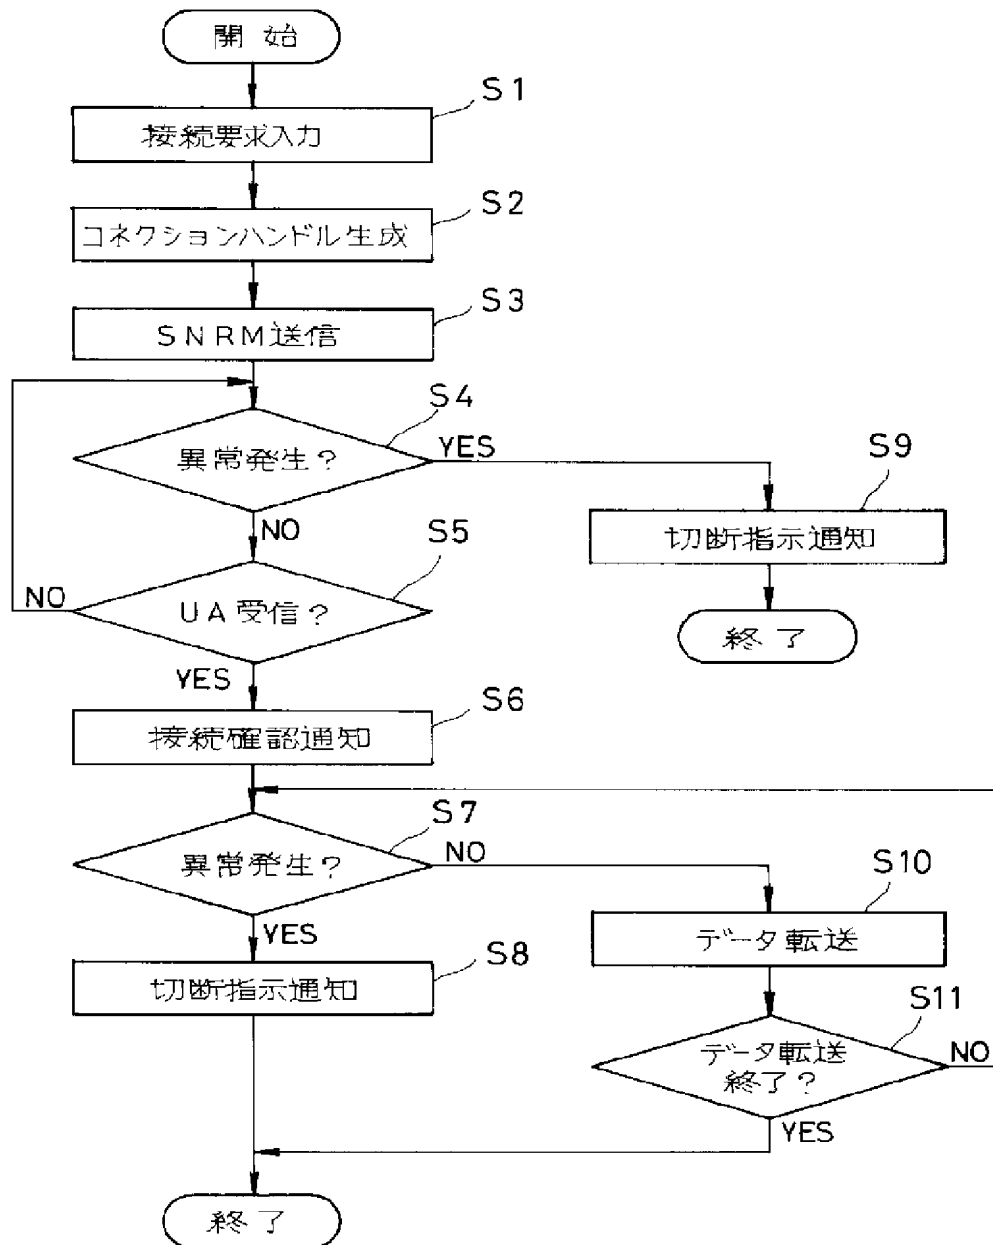 開始
S1
接続要求入力
S2
コネクションハンドル生成
S3
SNRM送信
S4
異常発生?
YES
NO
S9
切断指示通知
終了
S5
UA受信?
NO
YES
S6
接続確認通知
S7
異常発生?
NO
YES
S10
データ転送
S8
切断指示通知
S11
データ転送
終了?
NO
YES
終了